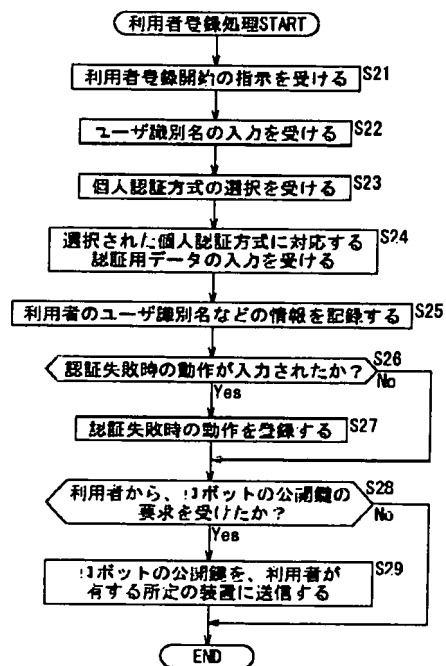 利用者登録処理START
S21
利用者登録開約の指示を受ける
S22
ユーザ識別名の入力を受ける
S23
個人認証方式の選択を受ける
S24
選択された個人認証方式に対応する
認証用データの入力を受ける
S25
利用者のユーザ識別名などの情報を記録する
S26
認証失敗時の動作が入力されたか？
No
Yes
S27
認証失敗時の動作を登録する
S28
利用者から、ロボットの公開鍵の
要求を受けたか？
No
Yes
S29
ロボットの公開鍵を、利用者が
有する所定の装置に送信する
END